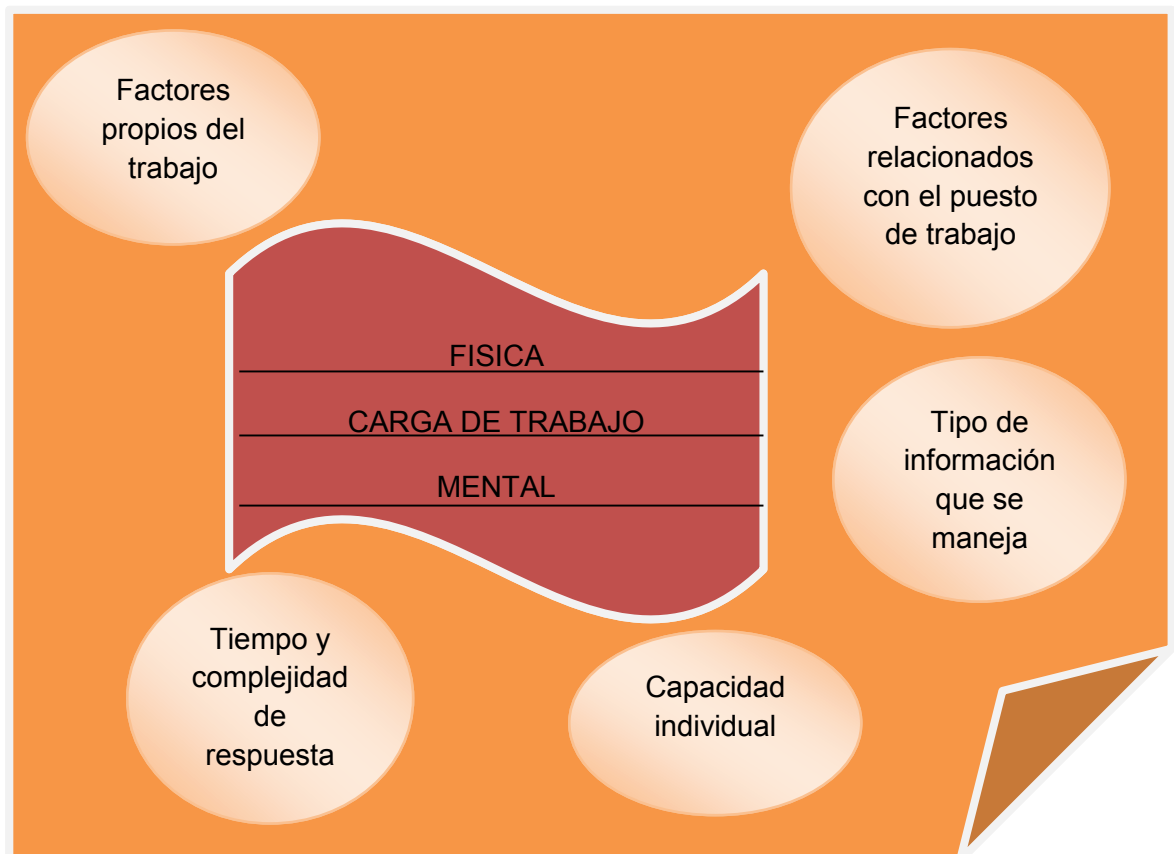 Factores
propios del
trabajo
Factores
relacionados
con el puesto
de trabajo
FISICA
CARGA DE TRABAJO
MENTAL
Tipo de
información
que se
maneja
Tiempo y
complejidad
de
respuesta
Capacidad
individual